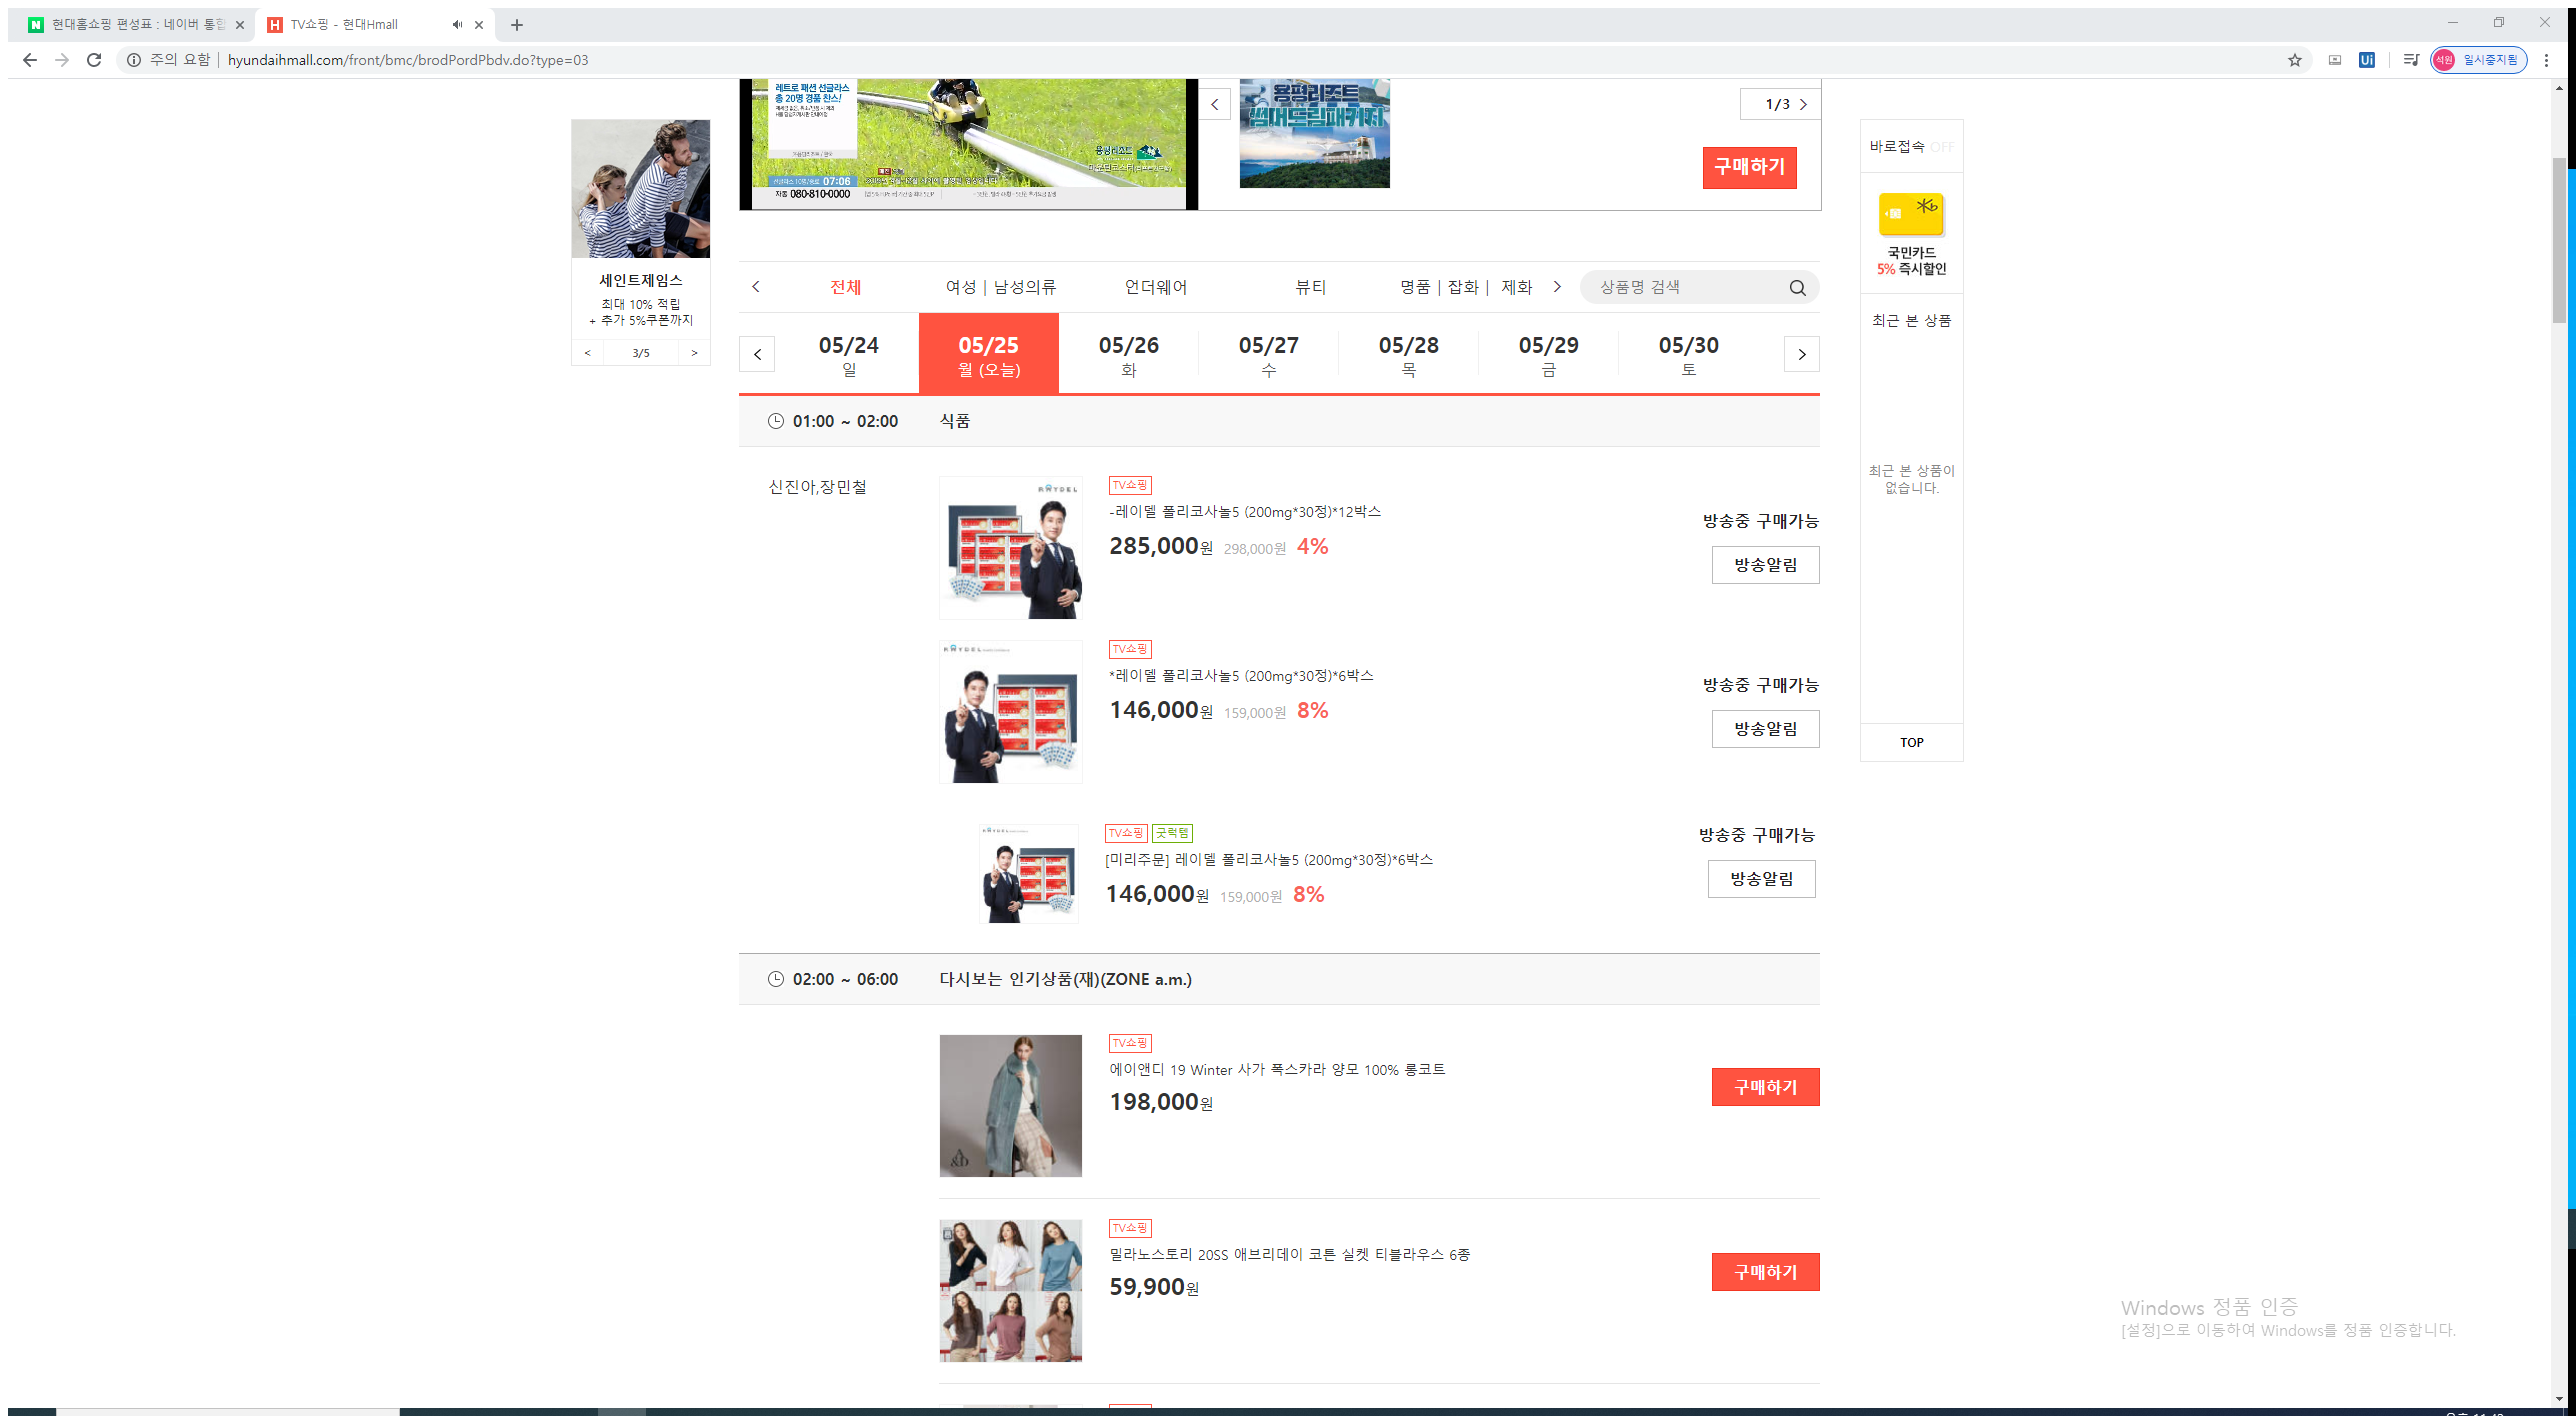 현대홈쇼핑 편성표 : 네이버 통합
TV쇼핑 - 현대Hmall
주의 요함
hyundaihmall.com/front/bmc/brodPordPbdv.do?type=03
석원 일시중지됨
레트로 패션 선글라스
총 20명 경품 찬스!
07:06
자동 080-810-0000
용평리조트
용평리조트
썸머드림패키지
1/3
구매하기
세인트제임스
최대 10% 적립
+ 추가 5%쿠폰까지
< 3/5 >
바로접속 OFF
국민카드
5% 즉시할인
최근 본 상품
최근 본 상품이
없습니다.
TOP
전체 여성 | 남성의류 언더웨어 뷰티 명품 | 잡화 | 제화
상품명 검색
05/24 05/25 05/26 05/27 05/28 05/29 05/30
일 월 (오늘) 화 수 목 금 토
01:00 ~ 02:00 식품
신진아,장민철
RAYDEL
TV쇼핑
-레이델 폴리코사놀5 (200mg*30정)*12박스
285,000원 298,000원 4%
방송중 구매가능
방송알림
RAYDEL
TV쇼핑
*레이델 폴리코사놀5 (200mg*30정)*6박스
146,000원 159,000원 8%
방송중 구매가능
방송알림
RAYDEL
TV쇼핑 굿럭템
[미리주문] 레이델 폴리코사놀5 (200mg*30정)*6박스
146,000원 159,000원 8%
방송중 구매가능
방송알림
02:00 ~ 06:00 다시보는 인기상품(재)(ZONE a.m.)
A&D
TV쇼핑
에이앤디 19 Winter 사가 폭스카라 양모 100% 롱코트
198,000원
구매하기
TV쇼핑
밀라노스토리 20SS 애브리데이 코튼 실켓 티블라우스 6종
59,900원
구매하기
Windows 정품 인증
[설정]으로 이동하여 Windows를 정품 인증합니다.